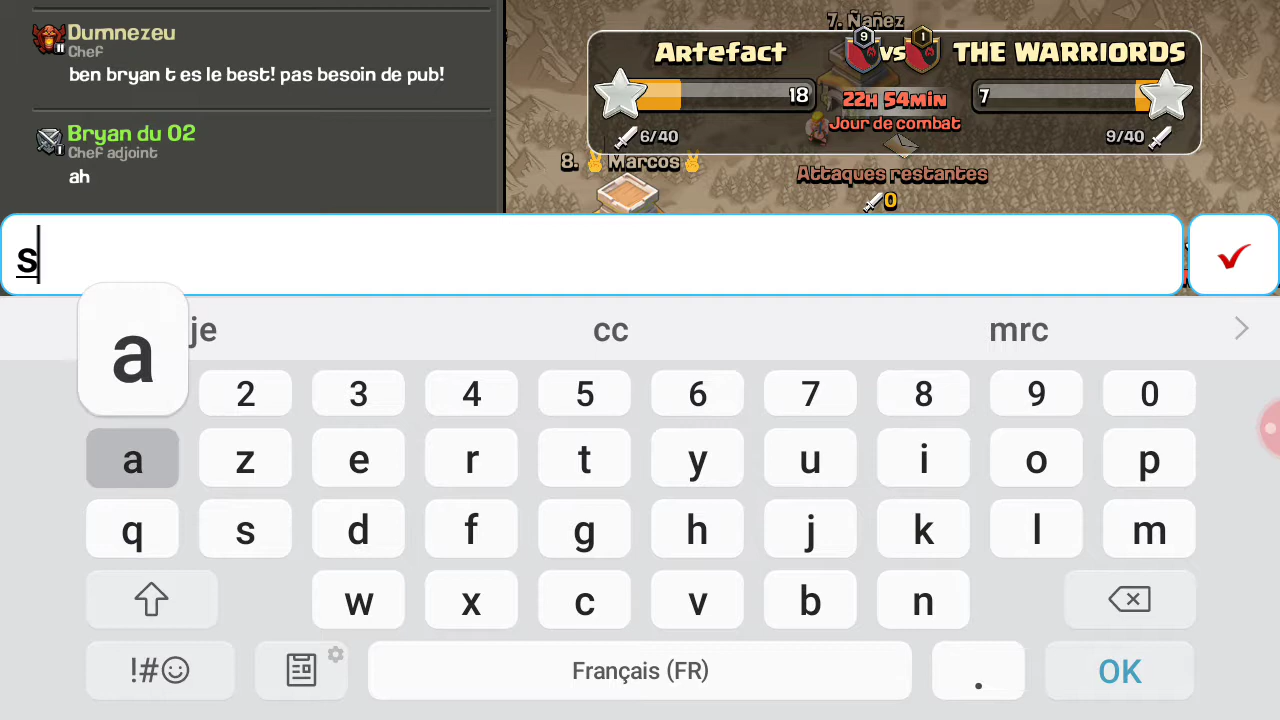 Dumnezeu
Chef
ben bryan t es le best! pas besoin de pub!
Bryan du 02
Chef adjoint
ah
7. Ñañez
Artefact
9
vs
1
THE WARRIORDS
18
22H 54min
7
Jour de combat
6/40
9/40
8. ✌Marcos✌
Attaques restantes
0
s
a
je
cc
mrc
2 3 4 5 6 7 8 9 0
a z e r t y u i o p
q s d f g h j k l m
w x c v b n
!#☺
Français (FR)
.
OK